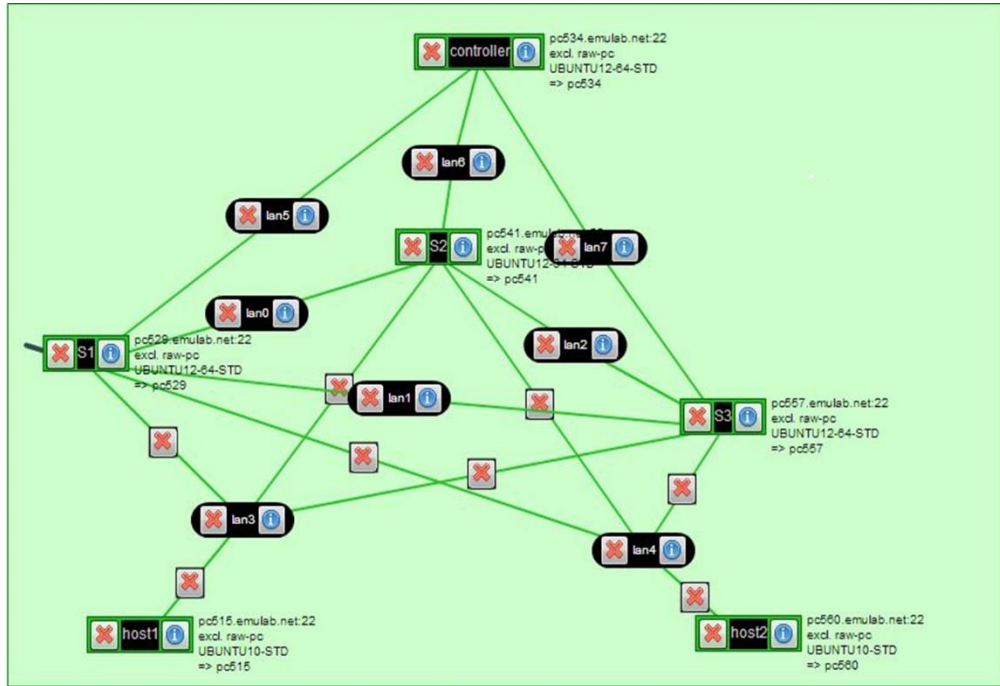 controller
pc534.emulab.net:22
excl. raw-pc
UBUNTU12-64-STD
=> pc534
lan6
lan5
S2
pc541.emulab.net:22
excl. raw-pc
UBUNTU12-64-STD
=> pc541
lan7
lan0
S1
pc529.emulab.net:22
excl. raw-pc
UBUNTU12-64-STD
=> pc529
lan2
lan1
S3
pc557.emulab.net:22
excl. raw-pc
UBUNTU12-64-STD
=> pc557
lan3
lan4
host1
pc515.emulab.net:22
excl. raw-pc
UBUNTU10-STD
=> pc515
host2
pc560.emulab.net:22
excl. raw-pc
UBUNTU10-STD
=> pc560